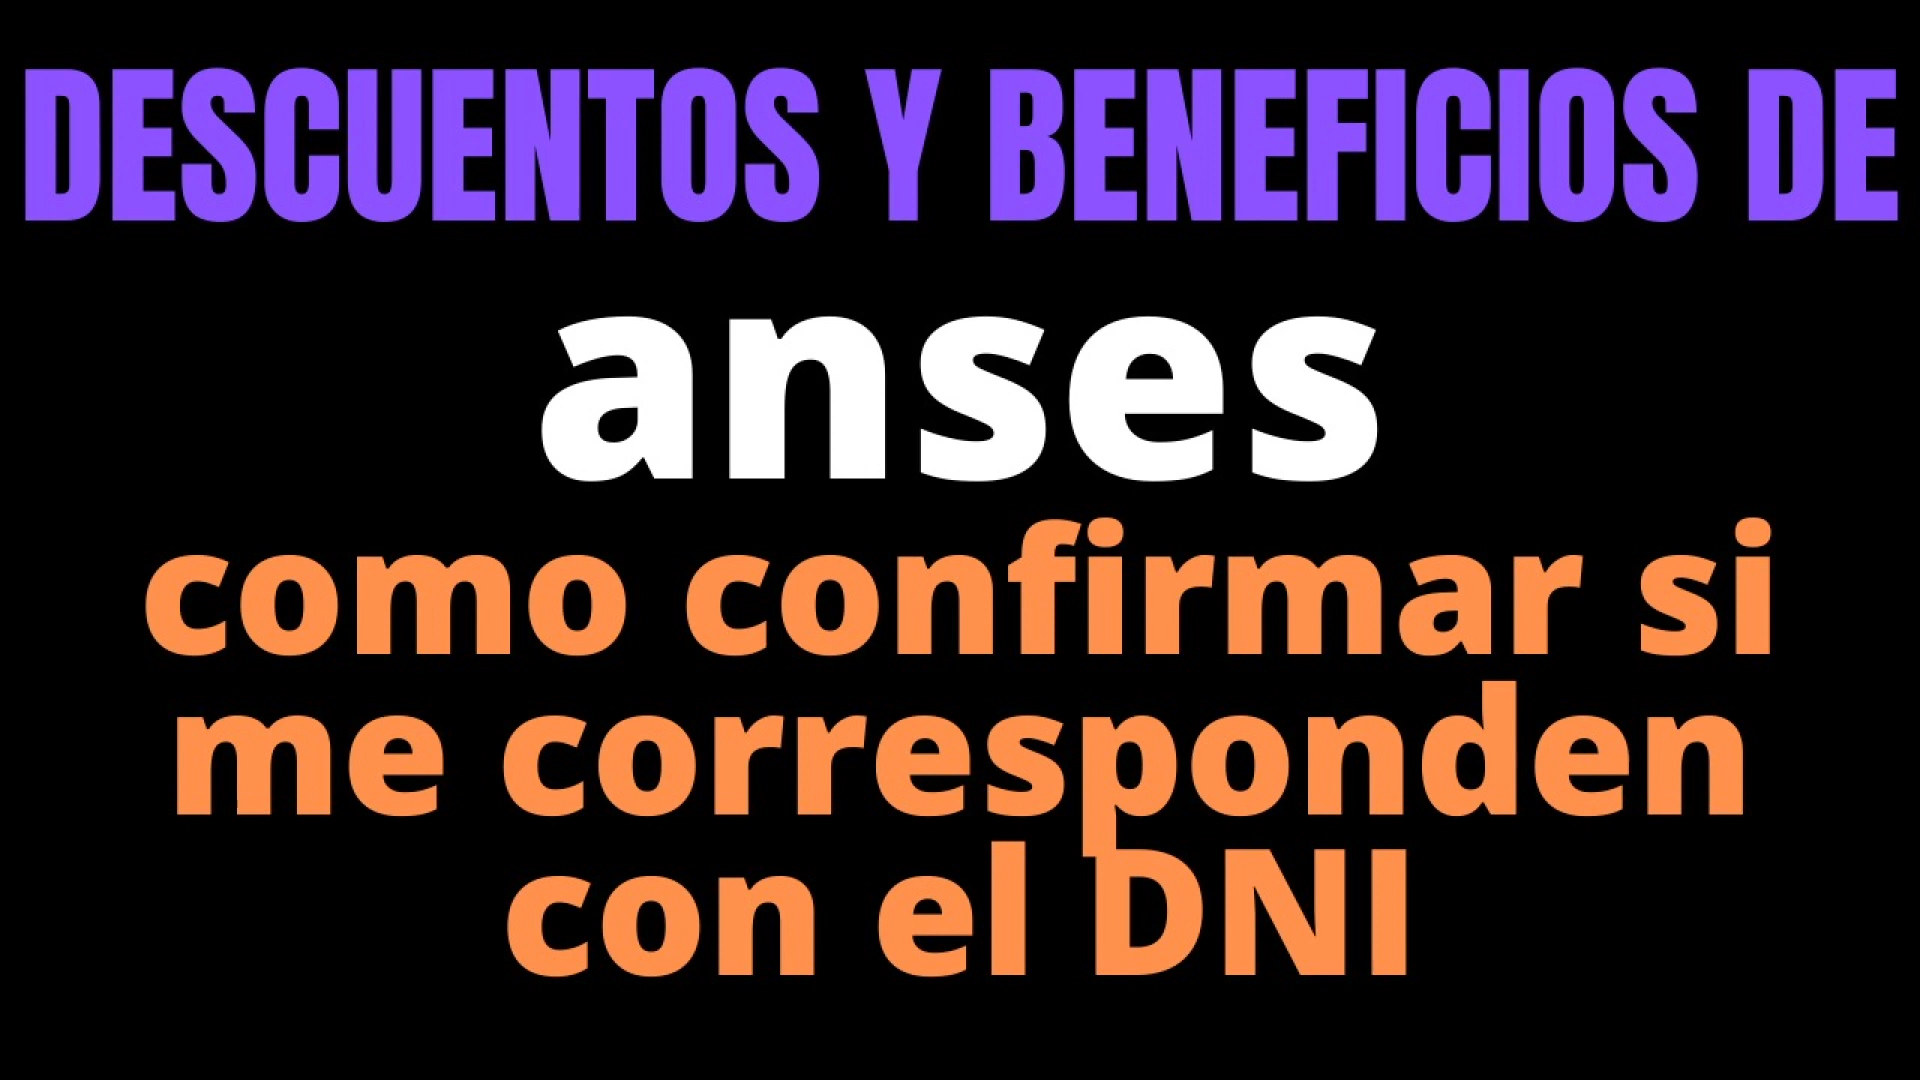 DESCUENTOS Y BENEFICIOS DE
anses
como confirmar si
me corresponden
con el DNI